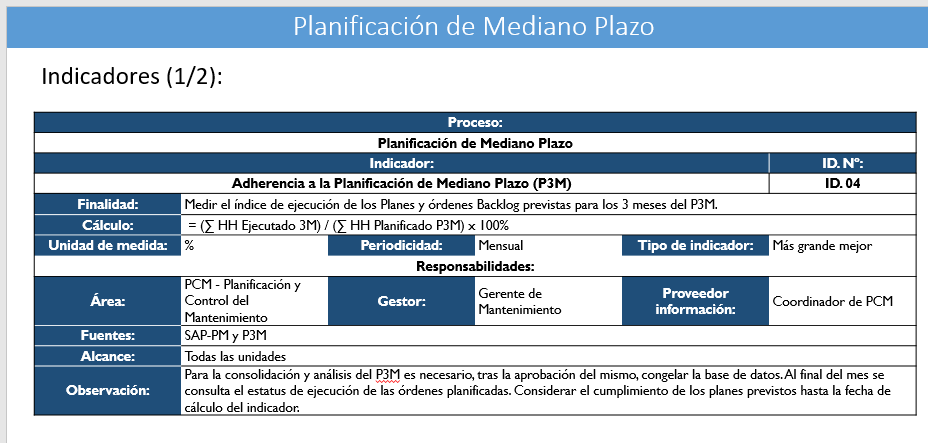 Planificación de Mediano Plazo
Indicadores (1/2):
Proceso:
Planificación de Mediano Plazo
Indicador: ID. Nº:
Adherencia a la Planificación de Mediano Plazo (P3M) ID. 04
Finalidad: Medir el índice de ejecución de los Planes y órdenes Backlog previstas para los 3 meses del P3M.
Cálculo: = (∑ HH Ejecutado 3M) / (∑ HH Planificado P3M) x 100%
Unidad de medida: % Periodicidad: Mensual Tipo de indicador: Más grande mejor
Responsabilidades:
Área: PCM - Planificación y
Control del
Mantenimiento
Gestor: Gerente de
Mantenimiento
Proveedor
información:
Coordinador de PCM
Fuentes: SAP-PM y P3M
Alcance: Todas las unidades
Observación: Para la consolidación y análisis del P3M es necesario, tras la aprobación del mismo, congelar la base de datos. Al final del mes se
consulta el estatus de ejecución de las órdenes planificadas. Considerar el cumplimiento de los planes previstos hasta la fecha de
cálculo del indicador.